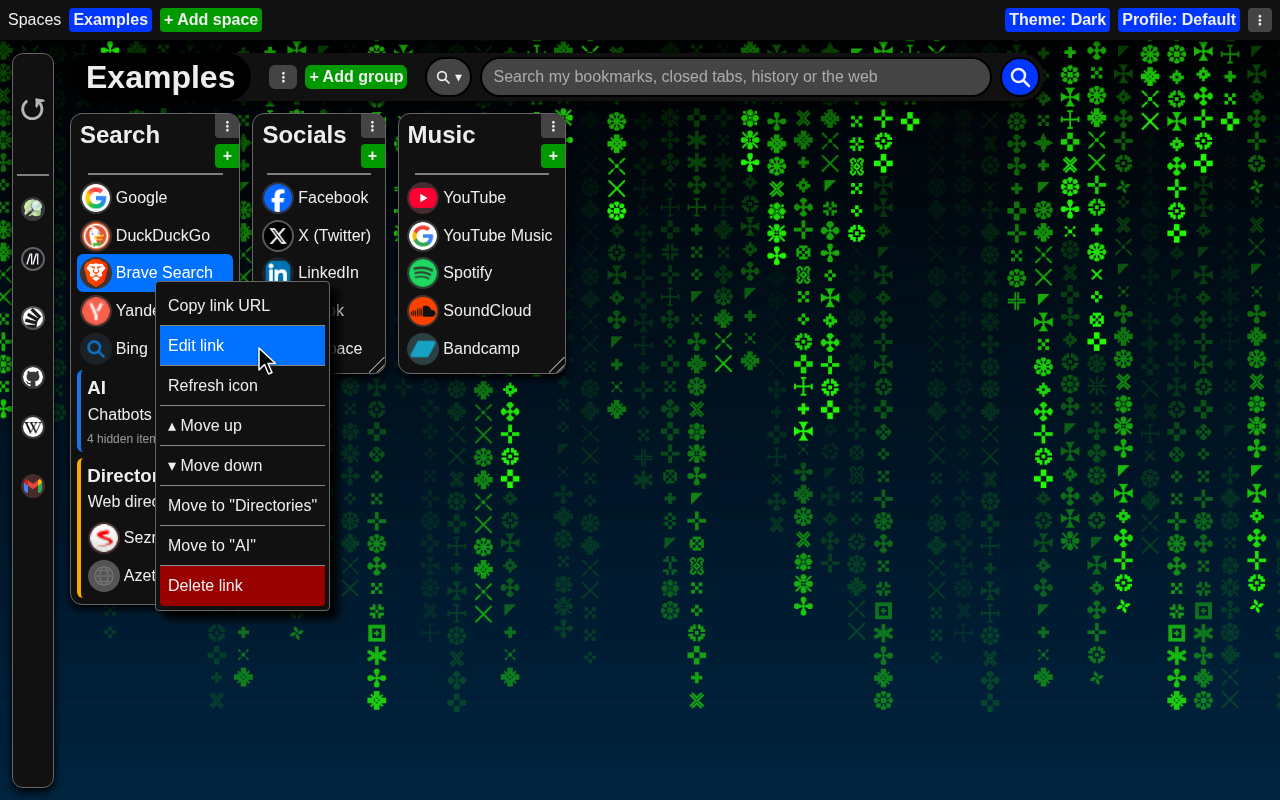 Spaces Examples + Add space Theme: Dark Profile: Default
Examples + Add group Search my bookmarks, closed tabs, history or the web
Search + Socials + Music +
Google Facebook YouTube
DuckDuckGo X (Twitter) YouTube Music
Brave Search LinkedIn Spotify
Copy link URL SoundCloud
Bing Edit link Bandcamp
AI Refresh icon
Chatbots ▴ Move up
4 hidden
▾ Move down
Web
Move to "Directories"
Move to "AI"
Delete link